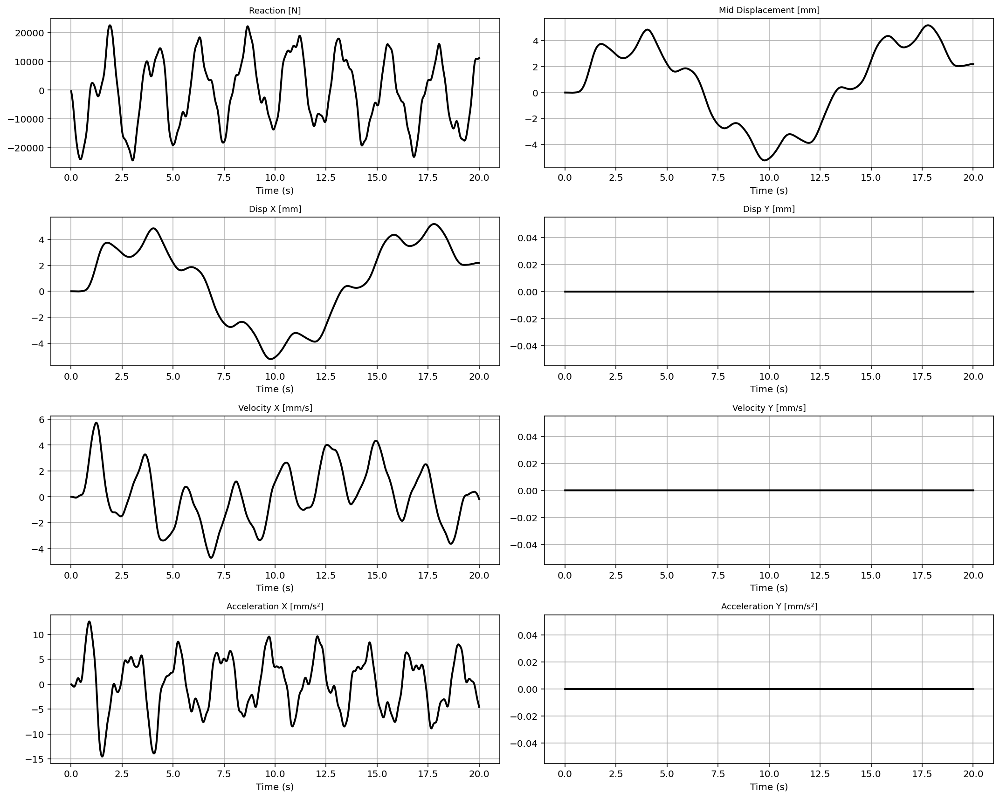 Reaction [N]
20000
10000
0
−10000
−20000
0.0 2.5 5.0 7.5 10.0 12.5 15.0 17.5 20.0
Time (s)
Mid Displacement [mm]
4
2
0
−2
−4
0.0 2.5 5.0 7.5 10.0 12.5 15.0 17.5 20.0
Time (s)
Disp X [mm]
4
2
0
−2
−4
0.0 2.5 5.0 7.5 10.0 12.5 15.0 17.5 20.0
Time (s)
Disp Y [mm]
0.04
0.02
0.00
−0.02
−0.04
0.0 2.5 5.0 7.5 10.0 12.5 15.0 17.5 20.0
Time (s)
Velocity X [mm/s]
6
4
2
0
−2
−4
0.0 2.5 5.0 7.5 10.0 12.5 15.0 17.5 20.0
Time (s)
Velocity Y [mm/s]
0.04
0.02
0.00
−0.02
−0.04
0.0 2.5 5.0 7.5 10.0 12.5 15.0 17.5 20.0
Time (s)
Acceleration X [mm/s²]
10
5
0
−5
−10
−15
0.0 2.5 5.0 7.5 10.0 12.5 15.0 17.5 20.0
Time (s)
Acceleration Y [mm/s²]
0.04
0.02
0.00
−0.02
−0.04
0.0 2.5 5.0 7.5 10.0 12.5 15.0 17.5 20.0
Time (s)